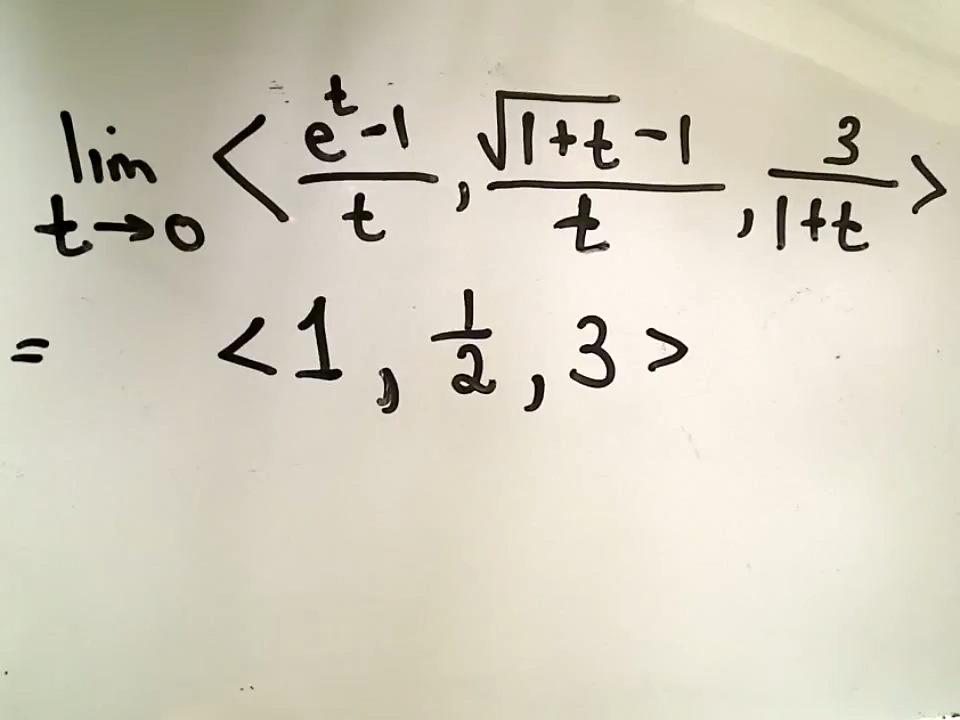 lim t→0 < e^t-1 / t , √1+t -1 / t , 3 / 1+t >
= < 1 , 1/2 , 3 >